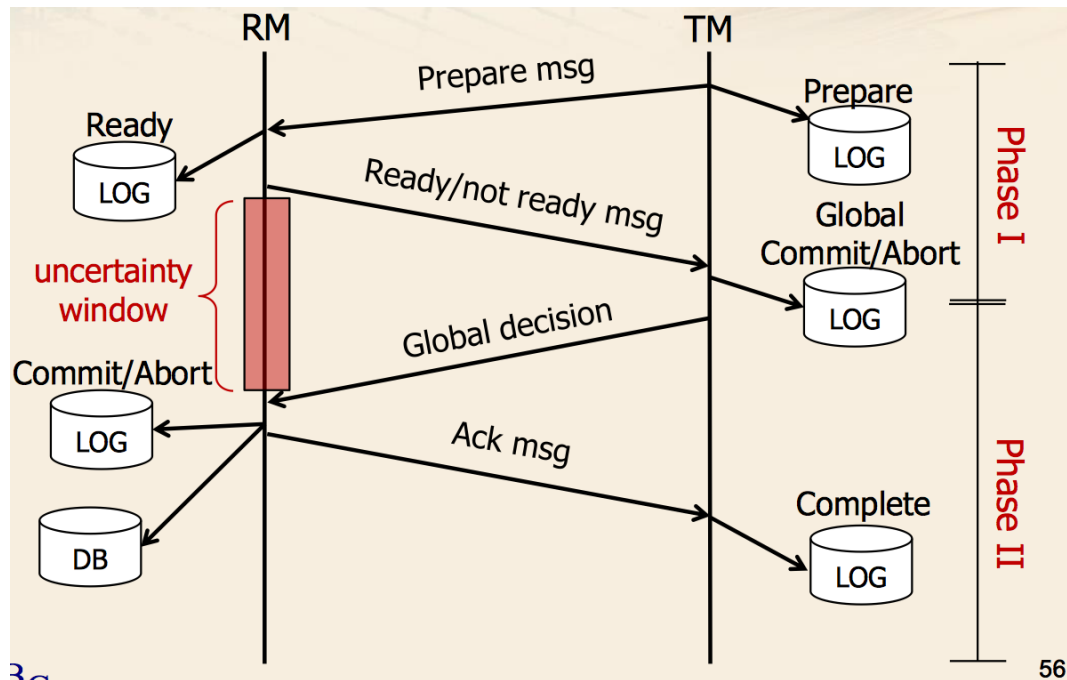 RM
TM
Prepare msg
Prepare
LOG
Ready
LOG
Phase I
Ready/not ready msg
Global
Commit/Abort
LOG
uncertainty
window
Global decision
Commit/Abort
LOG
Ack msg
Phase II
Complete
LOG
DB
56